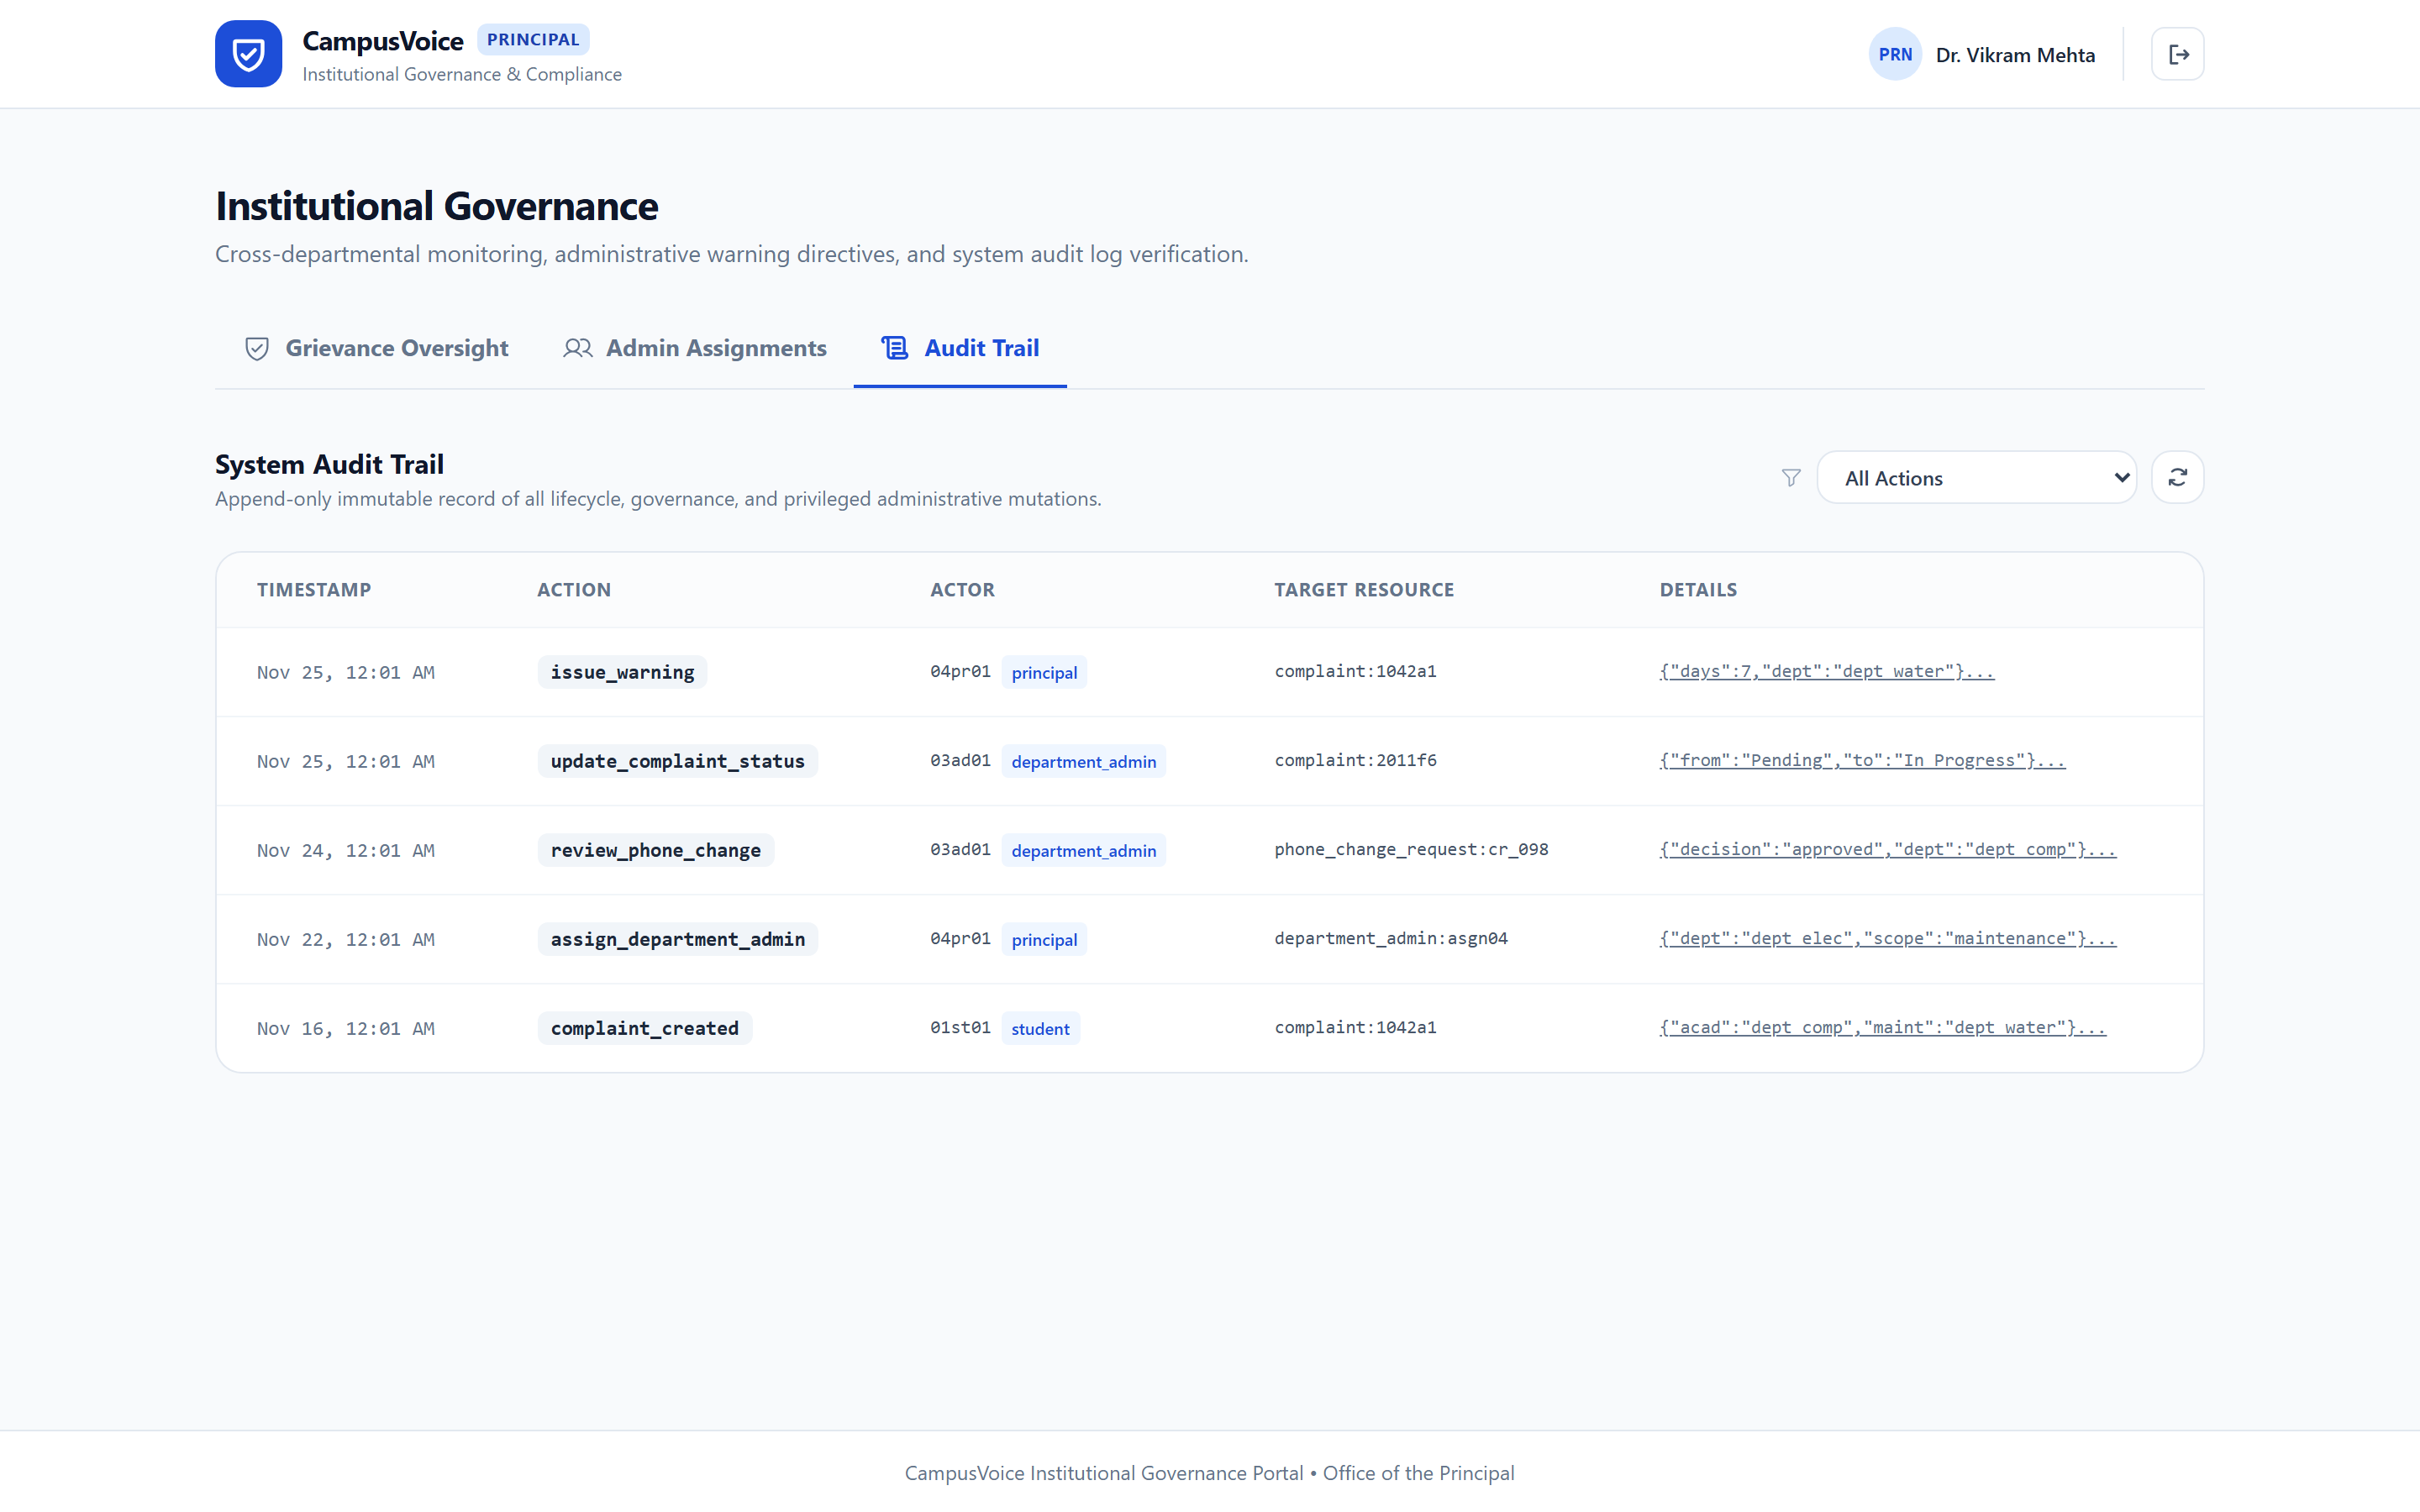 CampusVoice PRINCIPAL
Institutional Governance & Compliance
PRN Dr. Vikram Mehta
Institutional Governance
Cross-departmental monitoring, administrative warning directives, and system audit log verification.
Grievance Oversight Admin Assignments Audit Trail
System Audit Trail
Append-only immutable record of all lifecycle, governance, and privileged administrative mutations.
All Actions
TIMESTAMP ACTION ACTOR TARGET RESOURCE DETAILS
Nov 25, 12:01 AM issue_warning 04pr01 principal complaint:1042a1 {"days":7,"dept":"dept_water"}...
Nov 25, 12:01 AM update_complaint_status 03ad01 department_admin complaint:2011f6 {"from":"Pending","to":"In Progress"}...
Nov 24, 12:01 AM review_phone_change 03ad01 department_admin phone_change_request:cr_098 {"decision":"approved","dept":"dept_comp"}...
Nov 22, 12:01 AM assign_department_admin 04pr01 principal department_admin:asgn04 {"dept":"dept_elec","scope":"maintenance"}...
Nov 16, 12:01 AM complaint_created 01st01 student complaint:1042a1 {"acad":"dept_comp","maint":"dept_water"}...
CampusVoice Institutional Governance Portal • Office of the Principal